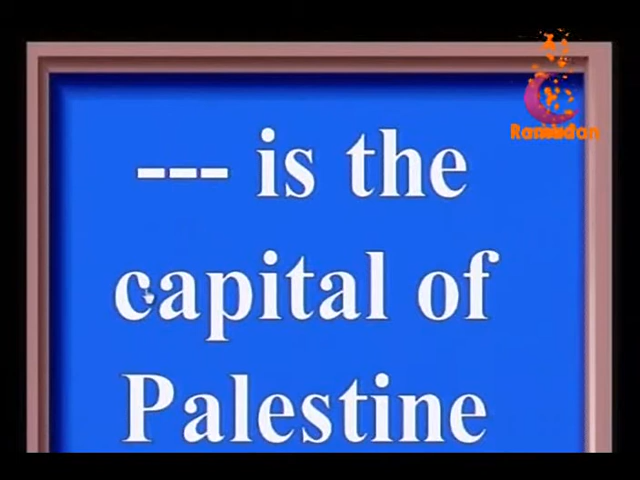 Ramadan
--- is the
capital of
Palestine